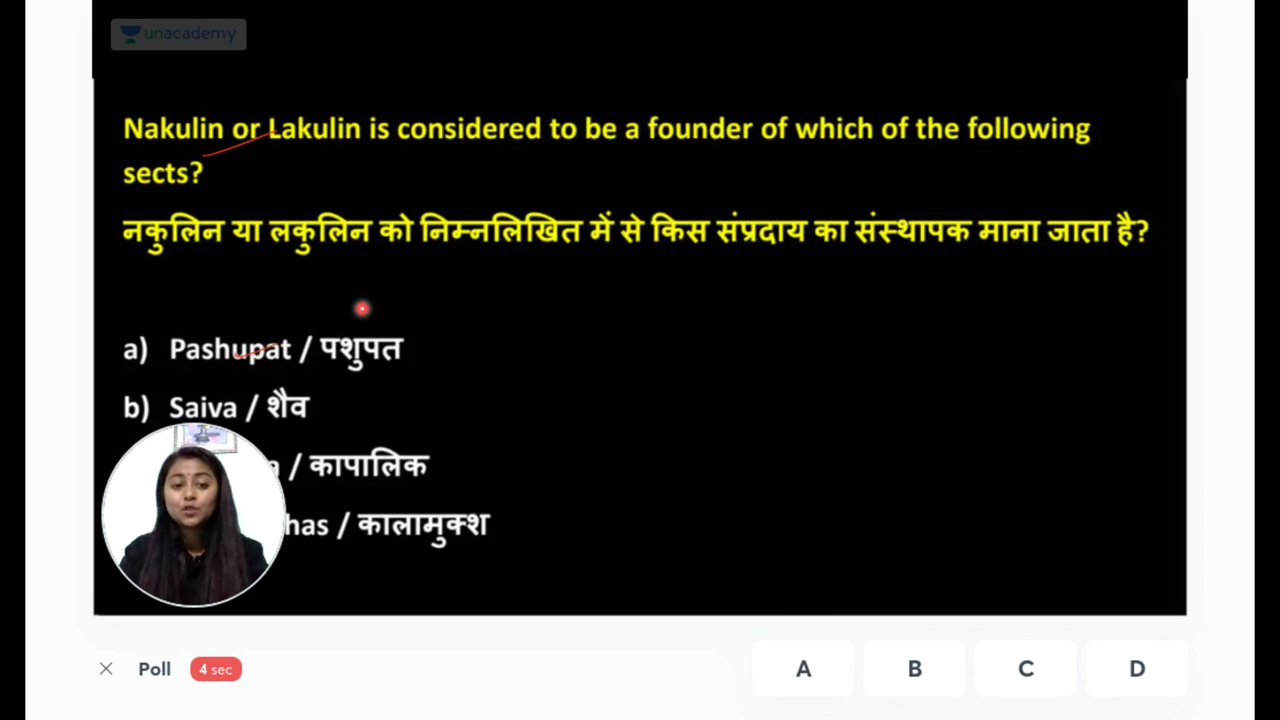 unacademy
Nakulin or Lakulin is considered to be a founder of which of the following
sects?
नकुलिन या लकुलिन को निम्नलिखित में से किस संप्रदाय का संस्थापक माना जाता है?
a) Pashupat / पशुपत
b) Saiva / शैव
/ कापालिक
has / कालामुक्श
Poll 4 sec A B C D